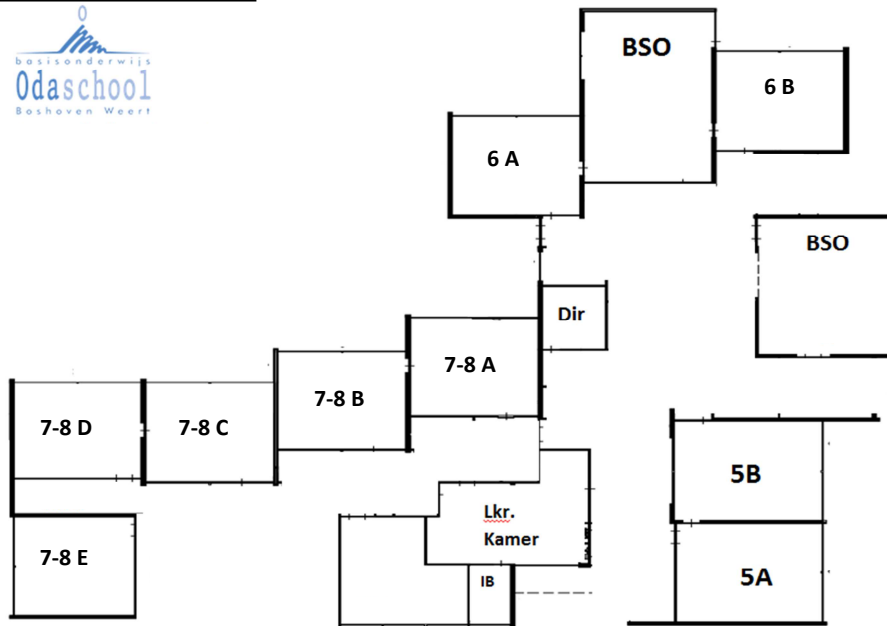 basisonderwijs
Odaschool
Boshoven Weert
BSO
6 B
6 A
BSO
Dir
7-8 A
7-8 B
7-8 D
7-8 C
5B
Lkr.
Kamer
7-8 E
IB
5A